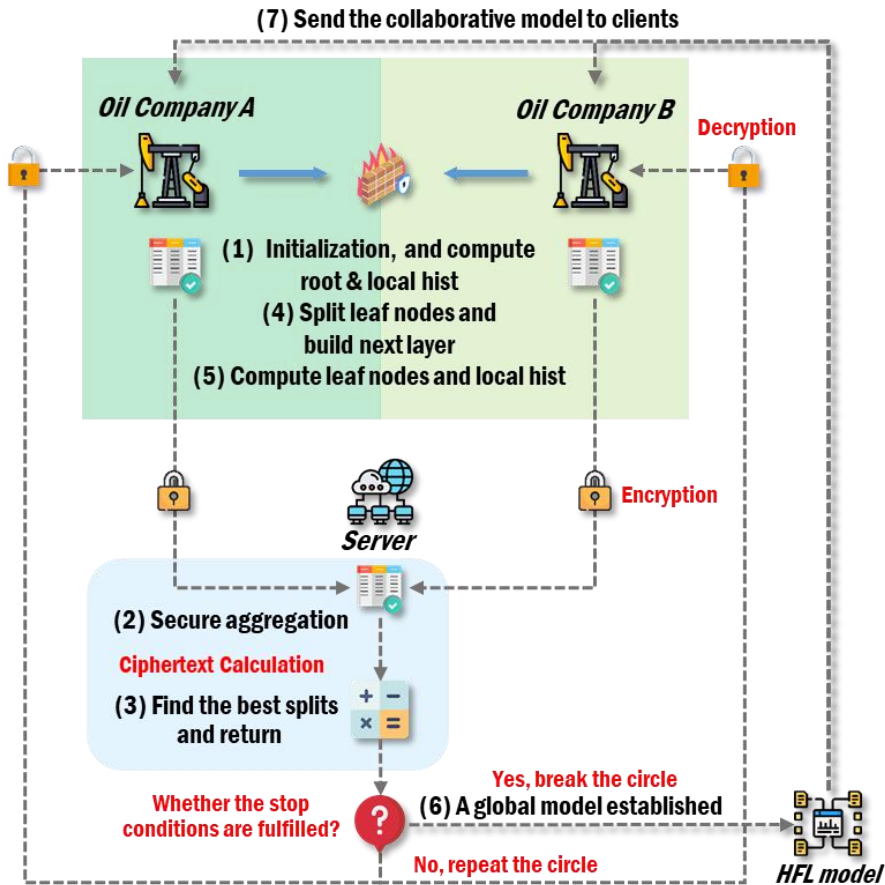 (7) Send the collaborative model to clients
Oil Company A
Oil Company B
Decryption
(1) Initialization, and compute
root & local hist
(4) Split leaf nodes and
build next layer
(5) Compute leaf nodes and local hist
Encryption
Server
(2) Secure aggregation
Ciphertext Calculation
(3) Find the best splits
and return
Yes, break the circle
Whether the stop
conditions are fulfilled?
(6) A global model established
No, repeat the circle
HFL model